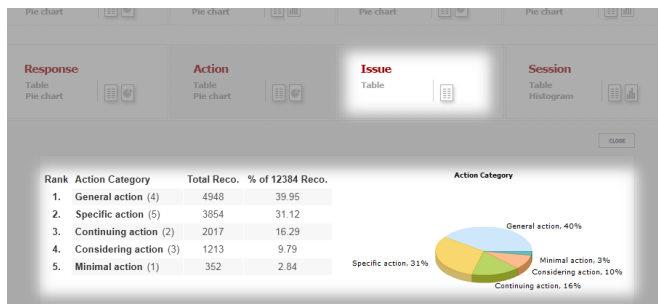 Pie chart
Pie chart
Pie chart
Pie chart
Response
Table
Pie chart
Action
Table
Pie chart
Issue
Table
Session
Table
Histogram
CLOSE
Rank Action Category Total Reco. % of 12384 Reco.
1. General action (4) 4948 39.95
2. Specific action (5) 3854 31.12
3. Continuing action (2) 2017 16.29
4. Considering action (3) 1213 9.79
5. Minimal action (1) 352 2.84
Action Category
General action, 40%
Minimal action, 3%
Specific action, 31%
Considering action, 10%
Continuing action, 16%